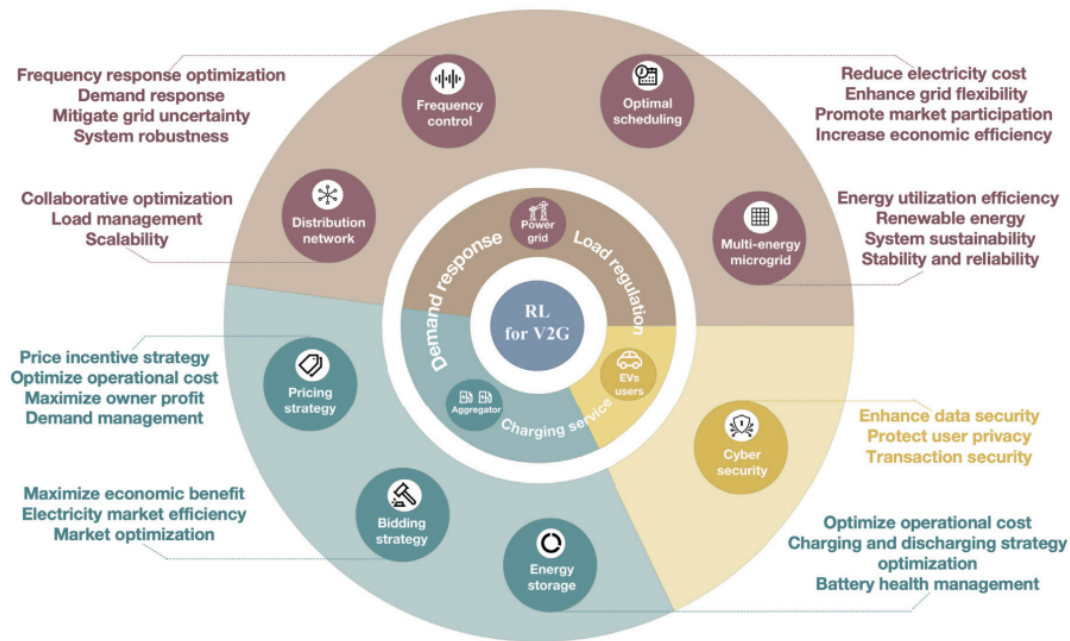 Frequency response optimization
Demand response
Mitigate grid uncertainty
System robustness
Frequency
control
Optimal
scheduling
Reduce electricity cost
Enhance grid flexibility
Promote market participation
Increase economic efficiency
Collaborative optimization
Load management
Scalability
Distribution
network
Multi-energy
microgrid
Energy utilization efficiency
Renewable energy
System sustainability
Stability and reliability
Power
grid
Demand response
Load regulation
RL
for V2G
EVs
users
Aggregator
Charging service
Price incentive strategy
Optimize operational cost
Maximize owner profit
Demand management
Pricing
strategy
Cyber
security
Enhance data security
Protect user privacy
Transaction security
Maximize economic benefit
Electricity market efficiency
Market optimization
Bidding
strategy
Energy
storage
Optimize operational cost
Charging and discharging strategy
optimization
Battery health management